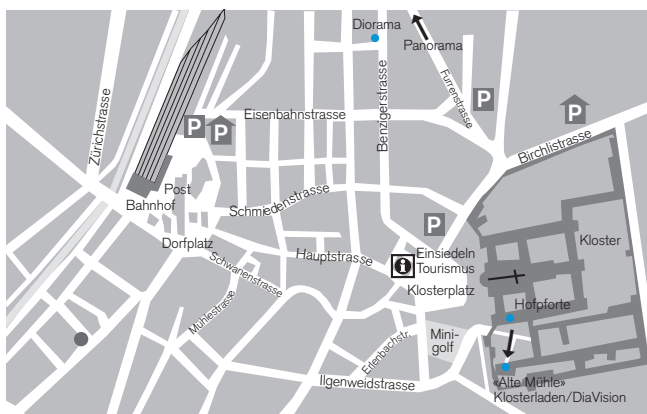 Diorama
Panorama
Zürichstrasse
Benzigerstrasse
Furrenstrasse
P
P
P
Eisenbahnstrasse
P
Birchlistrasse
Post
Bahnhof
Schmiedenstrasse
P
Dorfplatz
Schwanenstrasse
Hauptstrasse
i
Einsiedeln
Tourismus
Klosterplatz
Kloster
Mühlestrasse
Hofpforte
Erlenbachstr.
Mini-
golf
Ilgenweidstrasse
«Alte Mühle»
Klosterladen/DiaVision